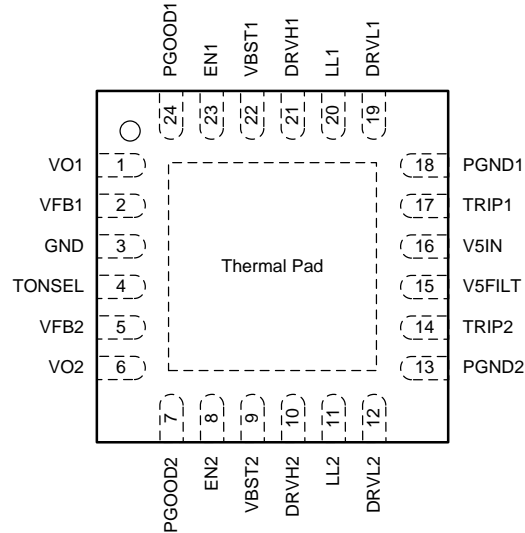 PGOOD1
EN1
VBST1
DRVH1
LL1
DRVL1
24
23
22
21
20
19
VO1 1
VFB1 2
GND 3
TONSEL 4
VFB2 5
VO2 6
Thermal Pad
18 PGND1
17 TRIP1
16 V5IN
15 V5FILT
14 TRIP2
13 PGND2
7
8
9
10
11
12
PGOOD2
EN2
VBST2
DRVH2
LL2
DRVL2